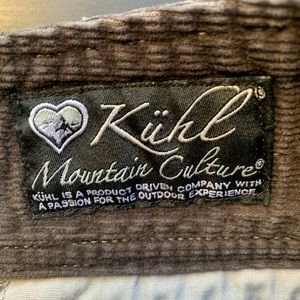 Kühl®
Mountain Culture®
KÜHL IS A PRODUCT DRIVEN COMPANY WITH
A PASSION FOR THE OUTDOOR EXPERIENCE